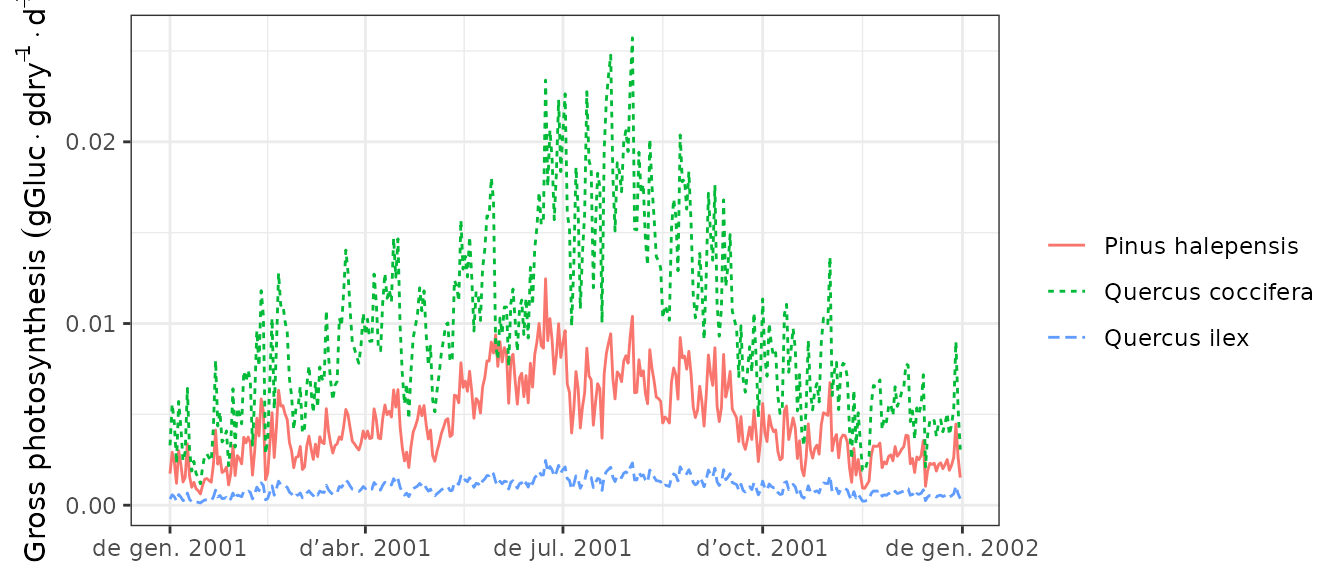 Gross photosynthesis (gGluc · gdry⁻¹ · d
0.02
0.01
0.00
de gen. 2001
d’abr. 2001
de jul. 2001
d’oct. 2001
de gen. 2002
Pinus halepensis
Quercus coccifera
Quercus ilex